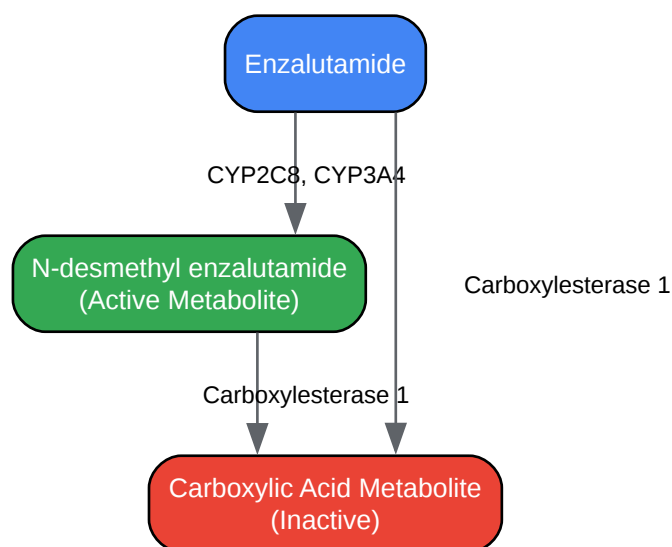 Enzalutamide
CYP2C8, CYP3A4
N-desmethyl enzalutamide
(Active Metabolite)
Carboxylesterase 1
Carboxylesterase 1
Carboxylic Acid Metabolite
(Inactive)